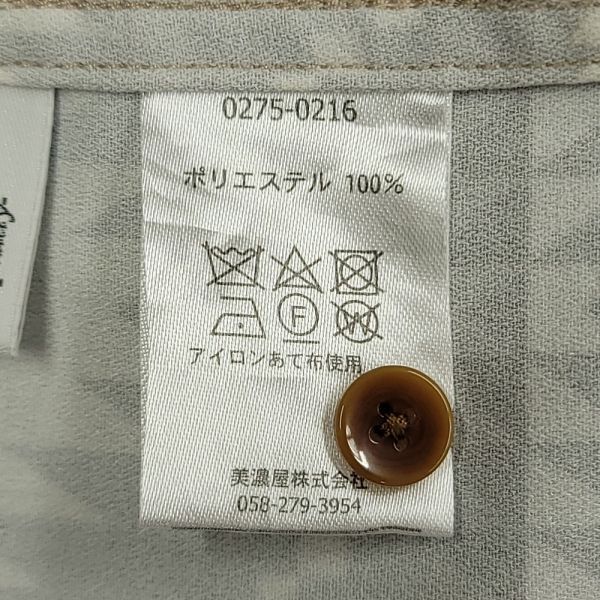 0275-0216
ポリエステル 100%
F
W
アイロンあて布使用
美濃屋株式会
058-279-3954